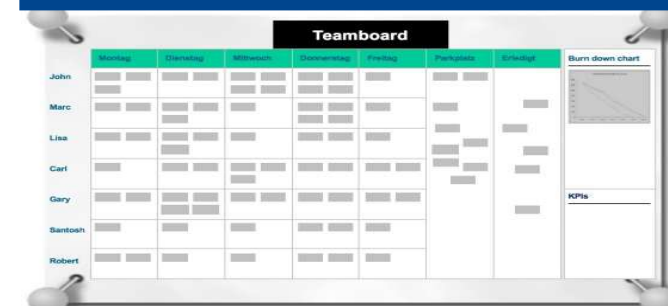 Teamboard
Montag Dienstag Mittwoch Donnerstag Freitag Parkplatz Erledigt Burn down chart
John
Marc
Lisa
Carl
Gary
KPIs
Santosh
Robert